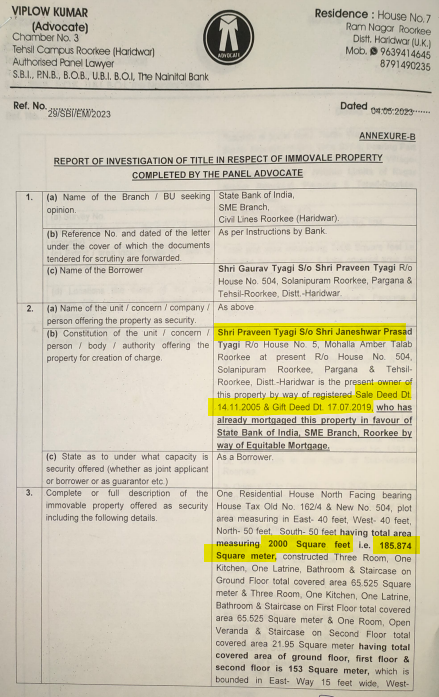 VIPLOW KUMAR
(Advocate)
Chamber No. 3
Tehsil Campus Roorkee (Haridwar)
Authorised Panel Lawyer
S.B.I., P.N.B., B.O.B., U.B.I. B.O.I, The Nainital Bank
ADVOCATE
Residence : House No.7
Ram Nagar Roorkee
Distt. Haridwar (U.K.)
Mob. 9639414645
8791490235
Ref. No. 29/SBI/EM/2023
Dated 04.05.2023
ANNEXURE-B
REPORT OF INVESTIGATION OF TITLE IN RESPECT OF IMMOVALE PROPERTY
COMPLETED BY THE PANEL ADVOCATE
1. (a) Name of the Branch / BU seeking
opinion.
State Bank of India,
SME Branch,
Civil Lines Roorkee (Haridwar).
(b) Reference No. and dated of the letter
under the cover of which the documents
tendered for scrutiny are forwarded.
As per Instructions by Bank.
(c) Name of the Borrower
Shri Gaurav Tyagi S/o Shri Praveen Tyagi R/o
House No. 504, Solanipuram Roorkee, Pargana &
Tehsil-Roorkee, Distt.-Haridwar.
2. (a) Name of the unit / concern / company /
person offering the property as security.
As above
(b) Constitution of the unit / concern /
person / body / authority offering the
property for creation of charge.
Shri Praveen Tyagi S/o Shri Janeshwar Prasad
Tyagi R/o House No. 5, Mohalla Amber Talab
Roorkee at present R/o House No. 504,
Solanipuram Roorkee, Pargana & Tehsil-
Roorkee, Distt.-Haridwar is the present owner of
this property by way of registered Sale Deed Dt.
14.11.2005 & Gift Deed Dt. 17.07.2019, who has
already mortgaged this property in favour of
State Bank of India, SME Branch, Roorkee by
way of Equitable Mortgage.
(c) State as to under what capacity is
security offered (whether as joint applicant
or borrower or as guarantor etc.)
As a Borrower.
3. Complete or full description of the
immovable property offered as security
including the following details.
One Residential House North Facing bearing
House Tax Old No. 162/4 & New No. 504, plot
area measuring in East- 40 feet, West- 40 feet,
North- 50 feet, South- 50 feet having total area
measuring 2000 Square feet i.e. 185.874
Square meter, constructed Three Room, One
Kitchen, One Latrine, Bathroom & Staircase on
Ground Floor total covered area 65.525 Square
meter & Three Room, One Kitchen, One Latrine,
Bathroom & Staircase on First Floor total covered
area 65.525 Square meter & One Room, Open
Veranda & Staircase on Second Floor total
covered area 21.95 Square meter having total
covered area of ground floor, first floor &
second floor is 153 Square meter, which is
bounded in East- Way 15 feet wide, West-